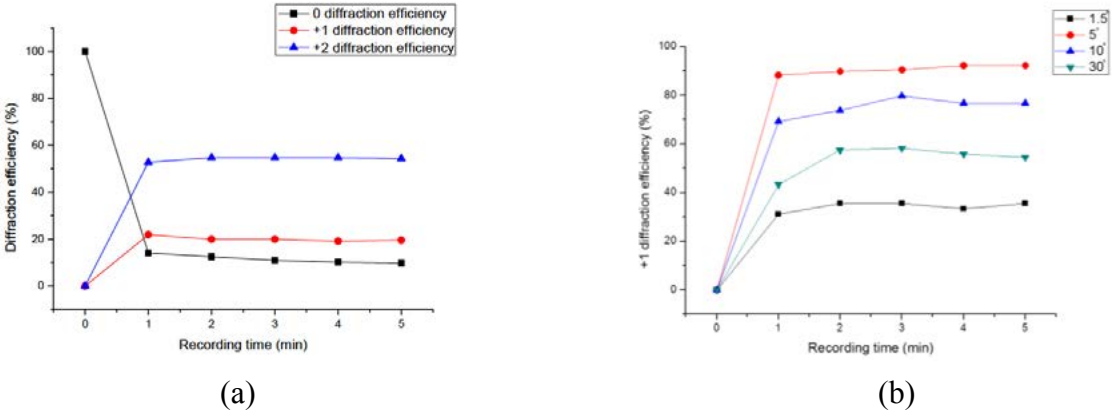 0 diffraction efficiency
+1 diffraction efficiency
+2 diffraction efficiency
Diffraction efficiency (%)
100
80
60
40
20
0
0 1 2 3 4 5
Recording time (min)
(a)
1.5°
5°
10°
30°
+1 diffraction efficiency (%)
100
80
60
40
20
0
0 1 2 3 4 5
Recording time (min)
(b)